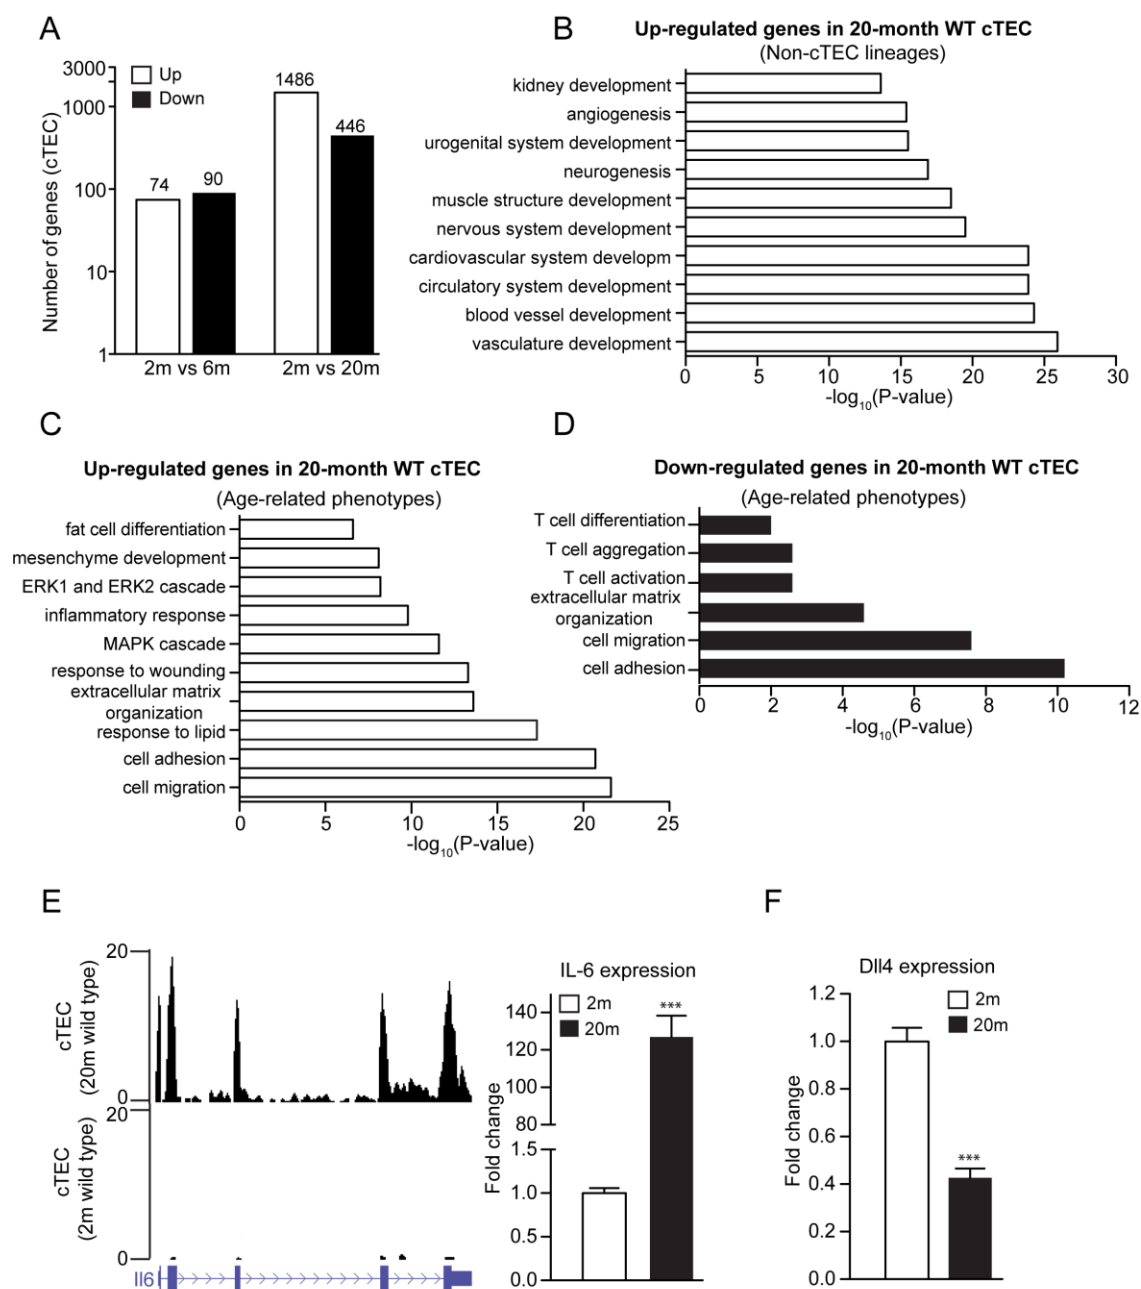 A
3000
1000
100
10
1
Number of genes (cTEC)
Up
Down
74
90
1486
446
2m vs 6m
2m vs 20m
B
Up-regulated genes in 20-month WT cTEC
(Non-cTEC lineages)
kidney development
angiogenesis
urogenital system development
neurogenesis
muscle structure development
nervous system development
cardiovascular system developm
circulatory system development
blood vessel development
vasculature development
0 5 10 15 20 25 30
-log10(P-value)
C
Up-regulated genes in 20-month WT cTEC
(Age-related phenotypes)
fat cell differentiation
mesenchyme development
ERK1 and ERK2 cascade
inflammatory response
MAPK cascade
response to wounding
extracellular matrix
organization
response to lipid
cell adhesion
cell migration
0 5 10 15 20 25
-log10(P-value)
D
Down-regulated genes in 20-month WT cTEC
(Age-related phenotypes)
T cell differentiation
T cell aggregation
T cell activation
extracellular matrix
organization
cell migration
cell adhesion
0 2 4 6 8 10 12
-log10(P-value)
E
cTEC
(20m wild type)
20
0
cTEC
(2m wild type)
20
0
Il6
IL-6 expression
2m
20m
***
Fold change
140
120
100
80
1.5
1.0
0.5
0.0
F
Dll4 expression
2m
20m
***
Fold change
1.2
1.0
0.8
0.6
0.4
0.2
0.0